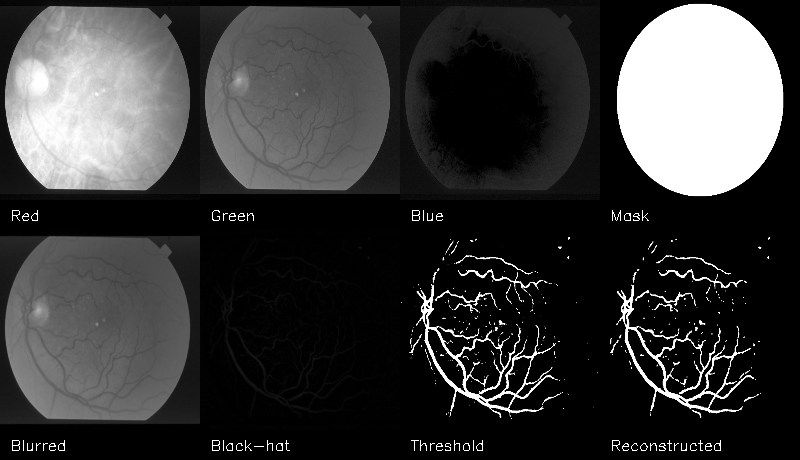 Red
Green
Blue
Mask
Blurred
Black-hat
Threshold
Reconstructed